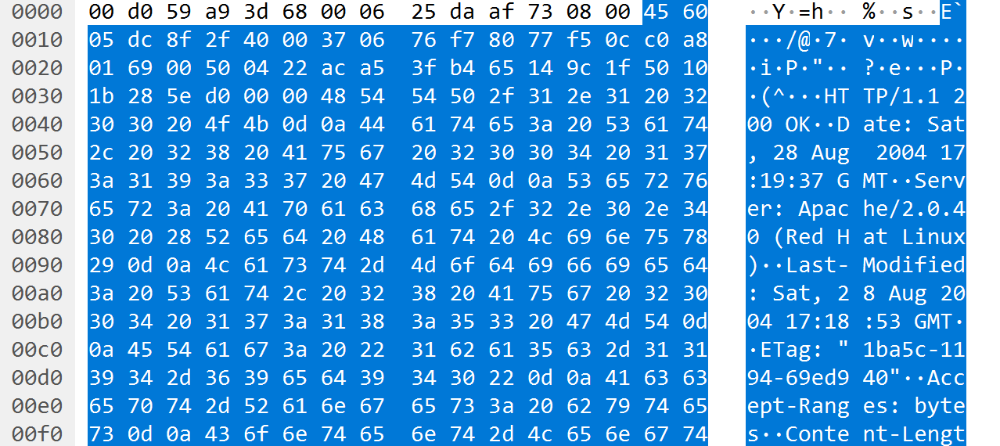 0000 00 d0 59 a9 3d 68 00 06 25 da af 73 08 00 45 60 ··Y·=h·· %··s··E`
0010 05 dc 8f 2f 40 00 37 06 76 f7 80 77 f5 0c c0 a8 ···/@·7· v··w····
0020 01 69 00 50 04 22 ac a5 3f b4 65 14 9c 1f 50 10 ·i·P·"·· ?·e···P·
0030 1b 28 5e d0 00 00 48 54 54 50 2f 31 2e 31 20 32 ·(^···HT TP/1.1 2
0040 30 30 20 4f 4b 0d 0a 44 61 74 65 3a 20 53 61 74 00 OK··D ate: Sat
0050 2c 20 32 38 20 41 75 67 20 32 30 30 34 20 31 37 , 28 Aug  2004 17
0060 3a 31 39 3a 33 37 20 47 4d 54 0d 0a 53 65 72 76 :19:37 G MT··Serv
0070 65 72 3a 20 41 70 61 63 68 65 2f 32 2e 30 2e 34 er: Apac he/2.0.4
0080 30 20 28 52 65 64 20 48 61 74 20 4c 69 6e 75 78 0 (Red H at Linux
0090 29 0d 0a 4c 61 73 74 2d 4d 6f 64 69 66 69 65 64 )··Last- Modified
00a0 3a 20 53 61 74 2c 20 32 38 20 41 75 67 20 32 30 : Sat, 2 8 Aug 20
00b0 30 34 20 31 37 3a 31 38 3a 35 33 20 47 4d 54 0d 04 17:18 :53 GMT·
00c0 0a 45 54 61 67 3a 20 22 31 62 61 35 63 2d 31 31 ·ETag: " 1ba5c-11
00d0 39 34 2d 36 39 65 64 39 34 30 22 0d 0a 41 63 63 94-69ed9 40"··Acc
00e0 65 70 74 2d 52 61 6e 67 65 73 3a 20 62 79 74 65 ept-Rang es: byte
00f0 73 0d 0a 43 6f 6e 74 65 6e 74 2d 4c 65 6e 67 74 s··Conte nt-Lengt